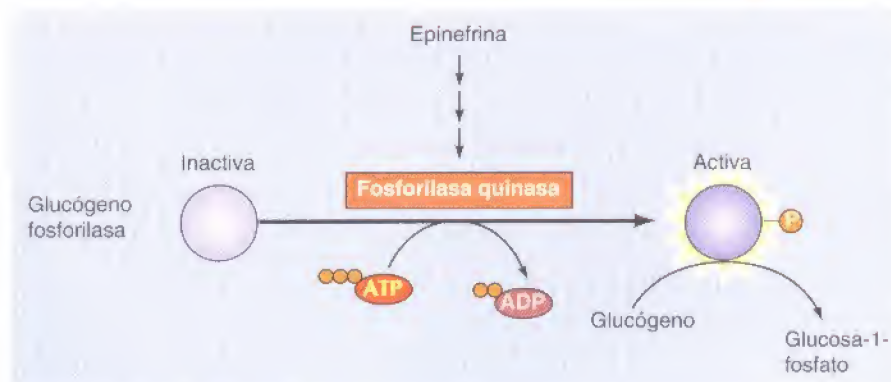 Epinefrina
Inactiva
Activa
Fosforilasa quinasa
Glucógeno
fosforilasa
P
ATP
ADP
Glucógeno
Glucosa-1-
fosfato